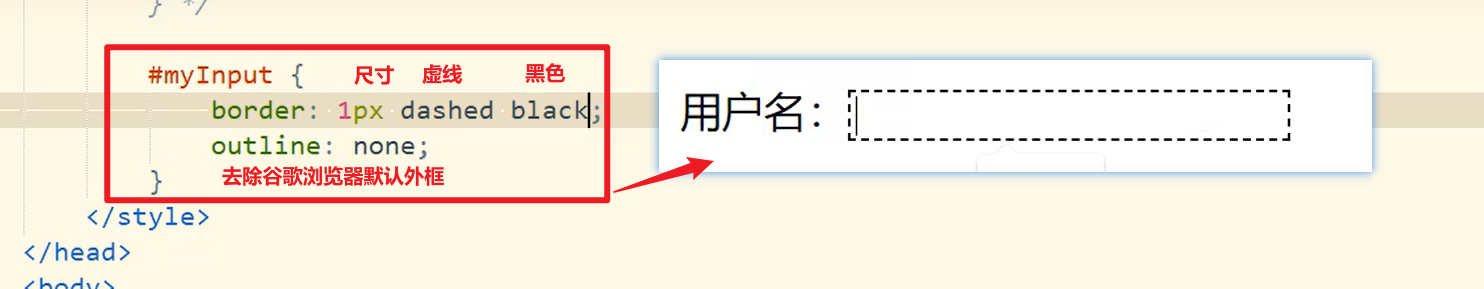 } */
#myInput { 尺寸 虚线 黑色
border: 1px dashed black;
outline: none;
} 去除谷歌浏览器默认外框
</style>
</head>
<body>
用户名：